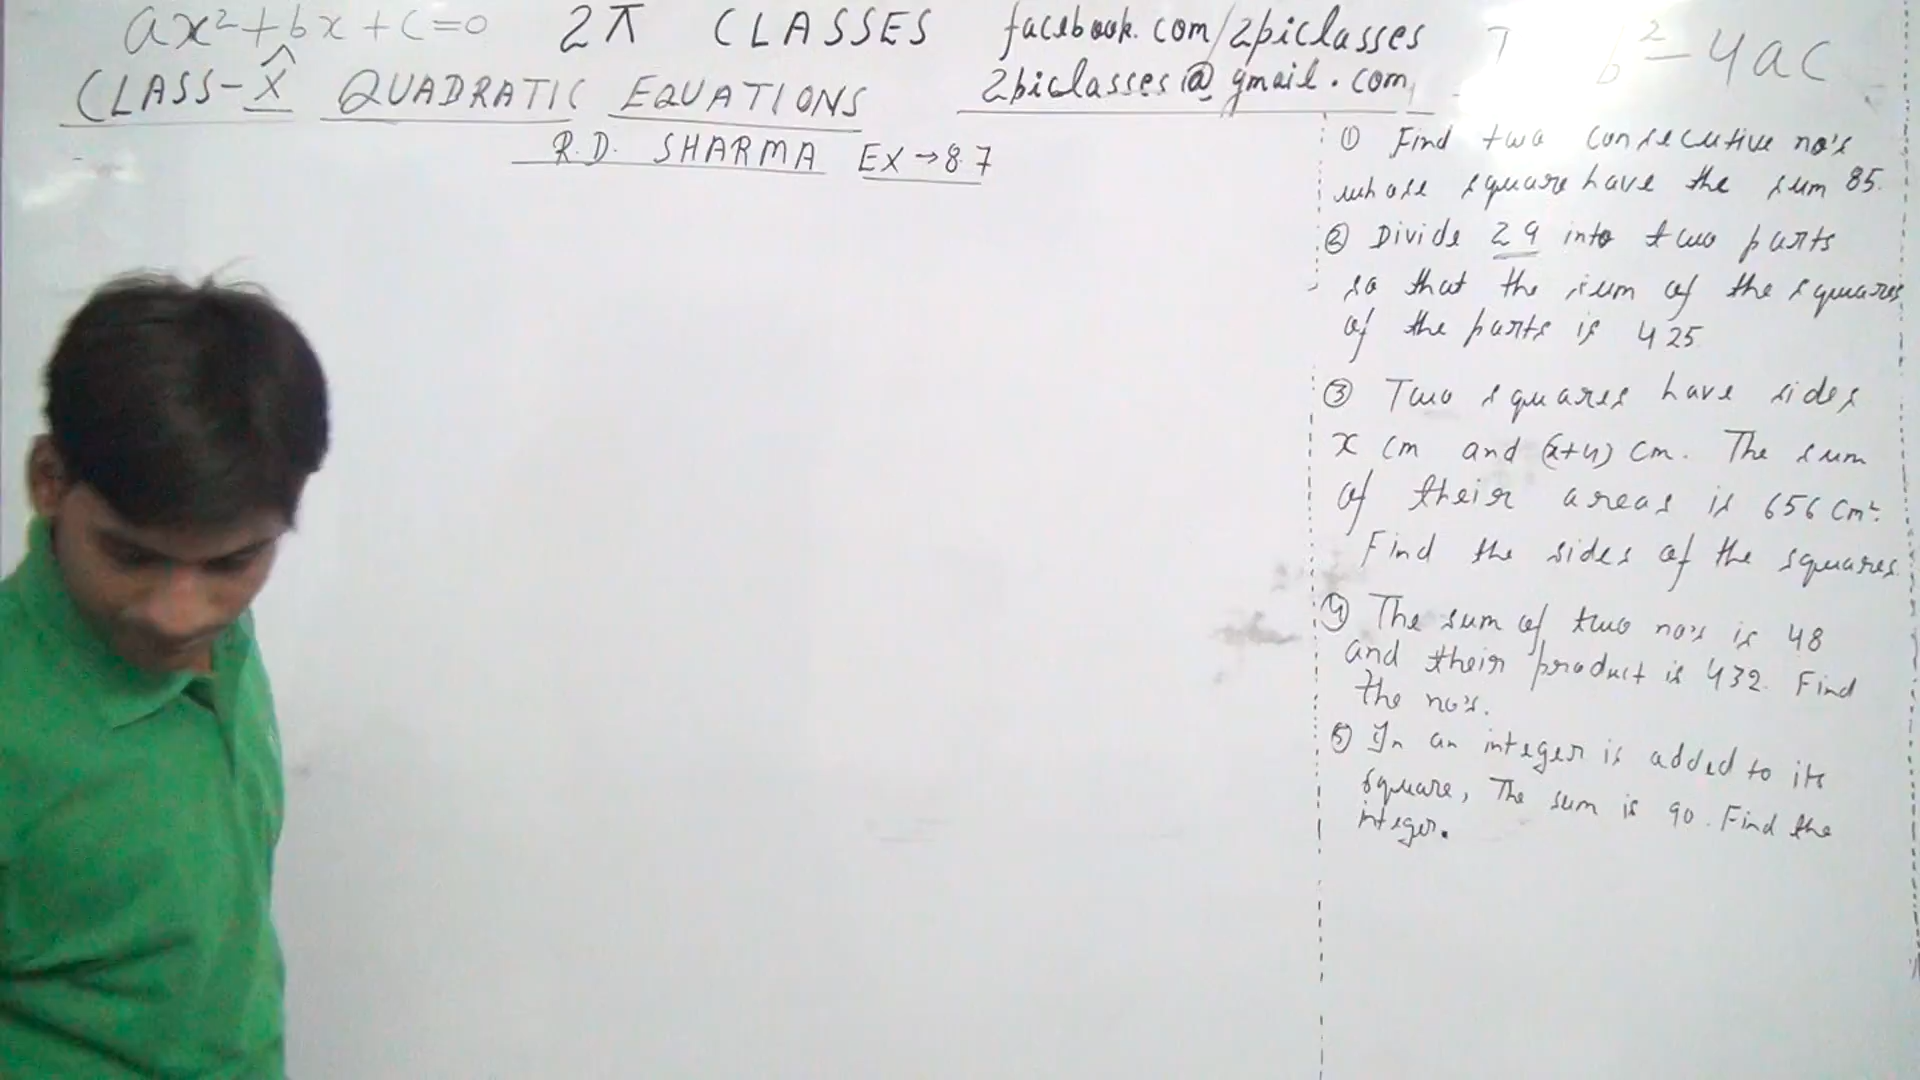 ax²+bx+c=0 2π CLASSES facebook.com/2piclasses b²-4ac
CLASS-X QUADRATIC EQUATIONS 2piclasses@gmail.com
R.D. SHARMA EX→8.7
① Find two consecutive no's
whose square have the sum 85.
② Divide 29 into two parts
so that the sum of the squares
of the parts is 425
③ Two squares have sides
x cm and (x+4) cm. The sum
of their areas is 656 cm².
Find the sides of the squares.
④ The sum of two no's is 48
and their product is 432. Find
the no's.
⑤ In an integer is added to its
square, The sum is 90. Find the
integer.